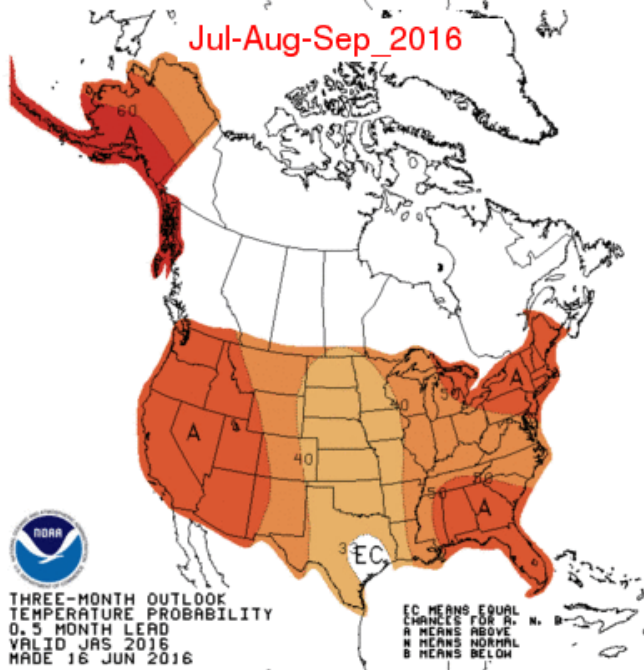 Jul-Aug-Sep_2016
60
A
A
50
40
A
40
50
50
A
33
EC
NOAA
THREE-MONTH OUTLOOK
TEMPERATURE PROBABILITY
0.5 MONTH LEAD
VALID JAS 2016
MADE 16 JUN 2016
EC MEANS EQUAL
CHANCES FOR A, N, B
A MEANS ABOVE
N MEANS NORMAL
B MEANS BELOW